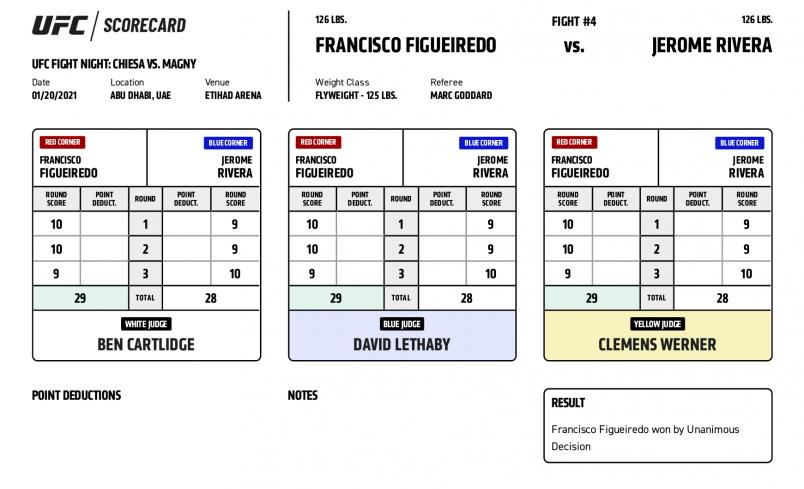 UFC / SCORECARD
UFC FIGHT NIGHT: CHIESA VS. MAGNY
Date Location Venue
01/20/2021 ABU DHABI, UAE ETIHAD ARENA
126 LBS. FIGHT #4 126 LBS.
FRANCISCO FIGUEIREDO VS. JEROME RIVERA
Weight Class Referee
FLYWEIGHT - 125 LBS. MARC GODDARD
RED CORNER BLUE CORNER
FRANCISCO JEROME
FIGUEIREDO RIVERA
ROUND POINT ROUND POINT ROUND
SCORE DEDUCT. DEDUCT. SCORE
10 1 9
10 2 9
9 3 10
29 TOTAL 28
WHITE JUDGE
BEN CARTLIDGE
RED CORNER BLUE CORNER
FRANCISCO JEROME
FIGUEIREDO RIVERA
ROUND POINT ROUND POINT ROUND
SCORE DEDUCT. DEDUCT. SCORE
10 1 9
10 2 9
9 3 10
29 TOTAL 28
BLUE JUDGE
DAVID LETHABY
RED CORNER BLUE CORNER
FRANCISCO JEROME
FIGUEIREDO RIVERA
ROUND POINT ROUND POINT ROUND
SCORE DEDUCT. DEDUCT. SCORE
10 1 9
10 2 9
9 3 10
29 TOTAL 28
YELLOW JUDGE
CLEMENS WERNER
POINT DEDUCTIONS
NOTES
RESULT
Francisco Figueiredo won by Unanimous
Decision